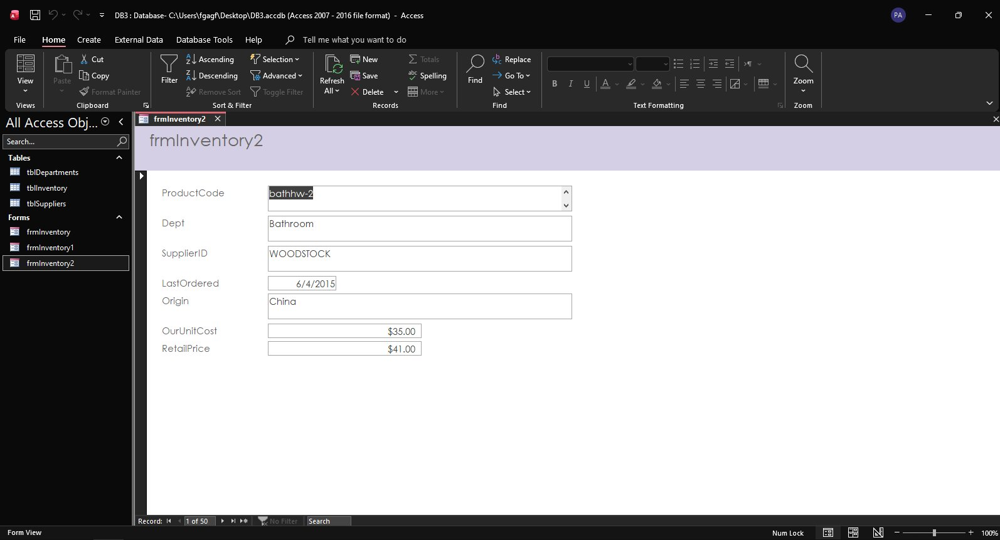 DB3 : Database- C:\Users\fgagf\Desktop\DB3.accdb (Access 2007 - 2016 file format) - Access
PA
File Home Create External Data Database Tools Help Tell me what you want to do
View
Views
Paste
Cut
Copy
Format Painter
Clipboard
Filter
Ascending
Descending
Remove Sort
Selection
Advanced
Toggle Filter
Sort & Filter
Refresh
All
New
Save
Delete
Totals
Spelling
More
Records
Find
Replace
Go To
Select
Find
B I U A
Text Formatting
Zoom
Zoom
All Access Obj...
Search...
Tables
tblDepartments
tblInventory
tblSuppliers
Forms
frmInventory
frmInventory1
frmInventory2
frmInventory2
frmInventory2
ProductCode bathhw-2
Dept Bathroom
SupplierID WOODSTOCK
LastOrdered 6/4/2015
Origin China
OurUnitCost $35.00
RetailPrice $41.00
Record: 1 of 50 No Filter Search
Form View Num Lock 100%